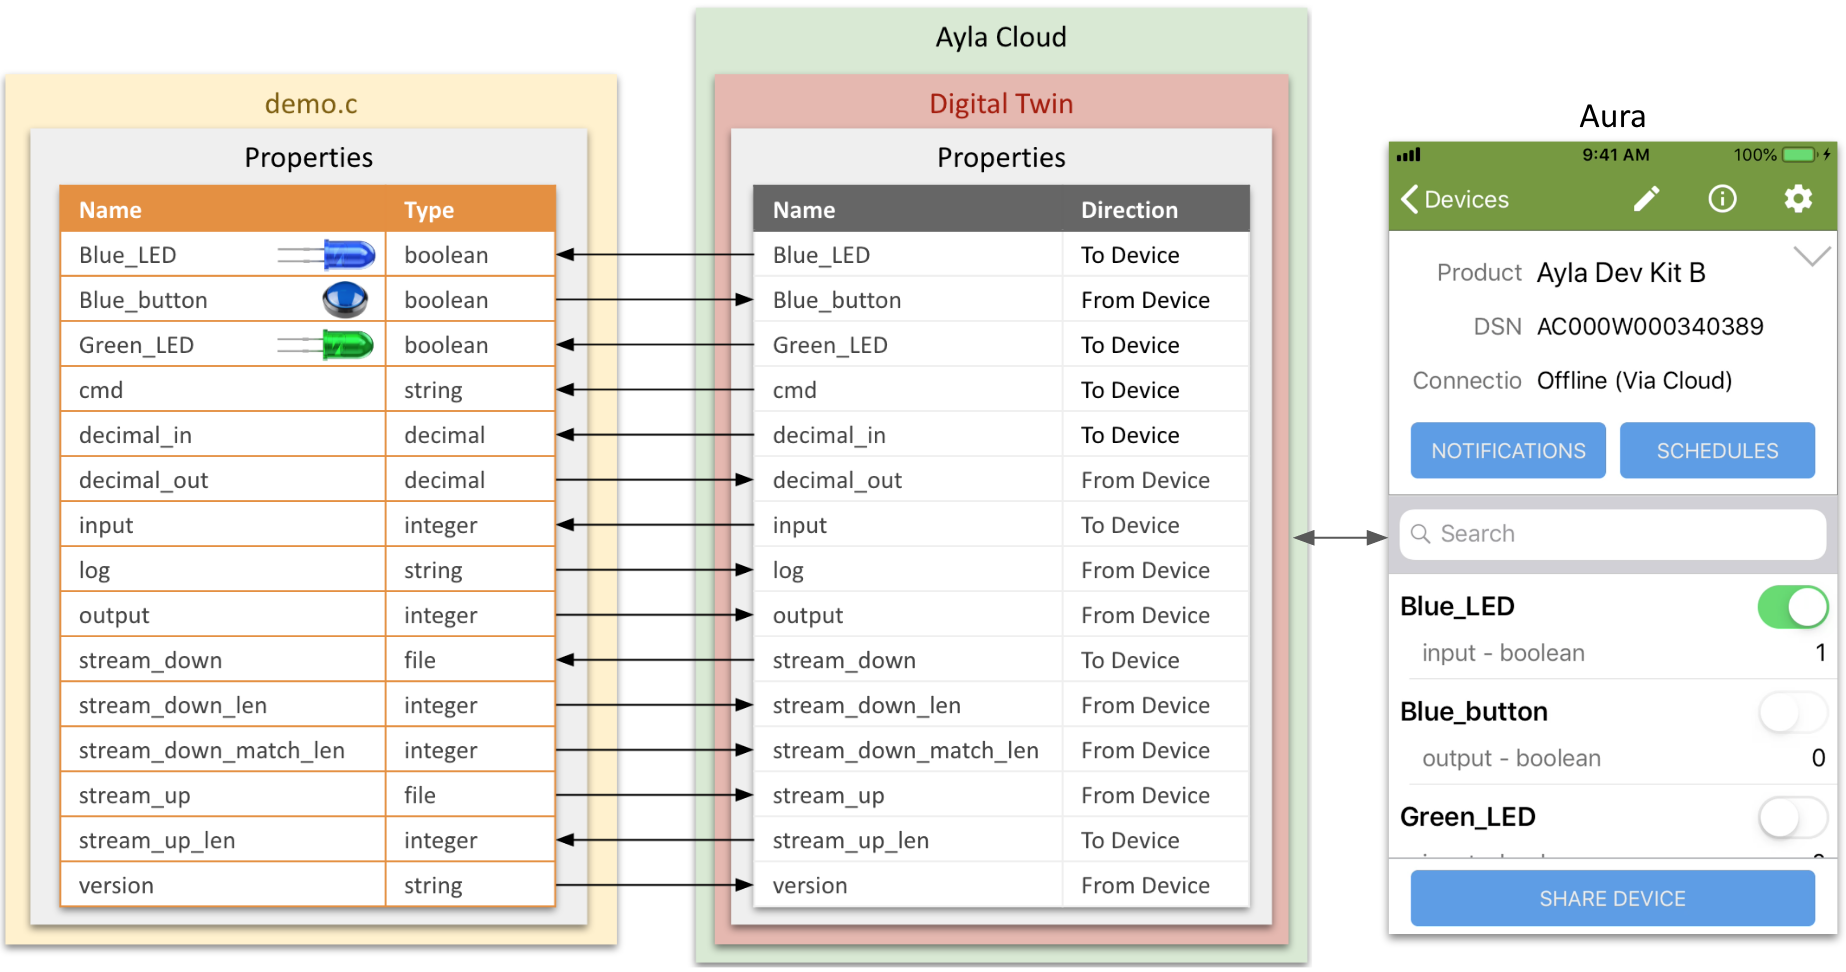 Ayla Cloud
demo.c
Properties
Name Type
Blue_LED boolean
Blue_button boolean
Green_LED boolean
cmd string
decimal_in decimal
decimal_out decimal
input integer
log string
output integer
stream_down file
stream_down_len integer
stream_down_match_len integer
stream_up file
stream_up_len integer
version string
Digital Twin
Properties
Name Direction
Blue_LED To Device
Blue_button From Device
Green_LED To Device
cmd To Device
decimal_in To Device
decimal_out From Device
input To Device
log From Device
output From Device
stream_down To Device
stream_down_len From Device
stream_down_match_len From Device
stream_up From Device
stream_up_len To Device
version From Device
Aura
9:41 AM 100%
Devices
Product Ayla Dev Kit B
DSN AC000W000340389
Connectio Offline (Via Cloud)
NOTIFICATIONS SCHEDULES
Search
Blue_LED
input - boolean 1
Blue_button
output - boolean 0
Green_LED
SHARE DEVICE